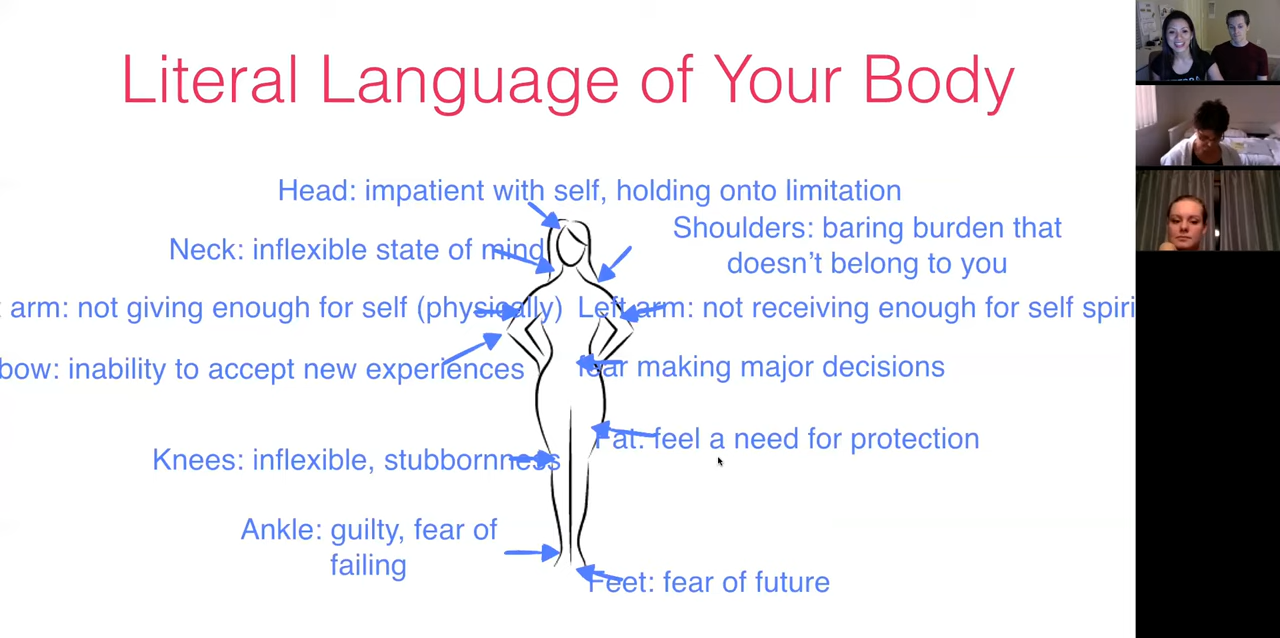 Literal Language of Your Body
Head: impatient with self, holding onto limitation
Shoulders: baring burden that
doesn't belong to you
Neck: inflexible state of mind
arm: not giving enough for self (physically)
Left arm: not receiving enough for self spiri
bow: inability to accept new experiences
fear making major decisions
Fat: feel a need for protection
Knees: inflexible, stubbornness
Ankle: guilty, fear of
failing
Feet: fear of future